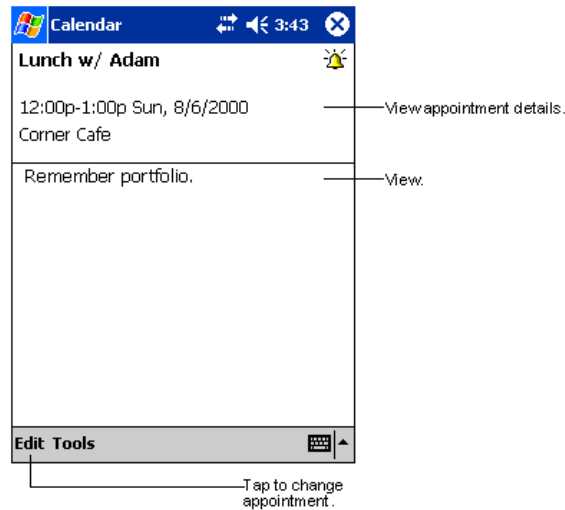 Calendar 3:43
Lunch w/ Adam
12:00p-1:00p Sun, 8/6/2000
View appointment details.
Corner Cafe
Remember portfolio.
View.
Edit Tools
Tap to change
appointment.